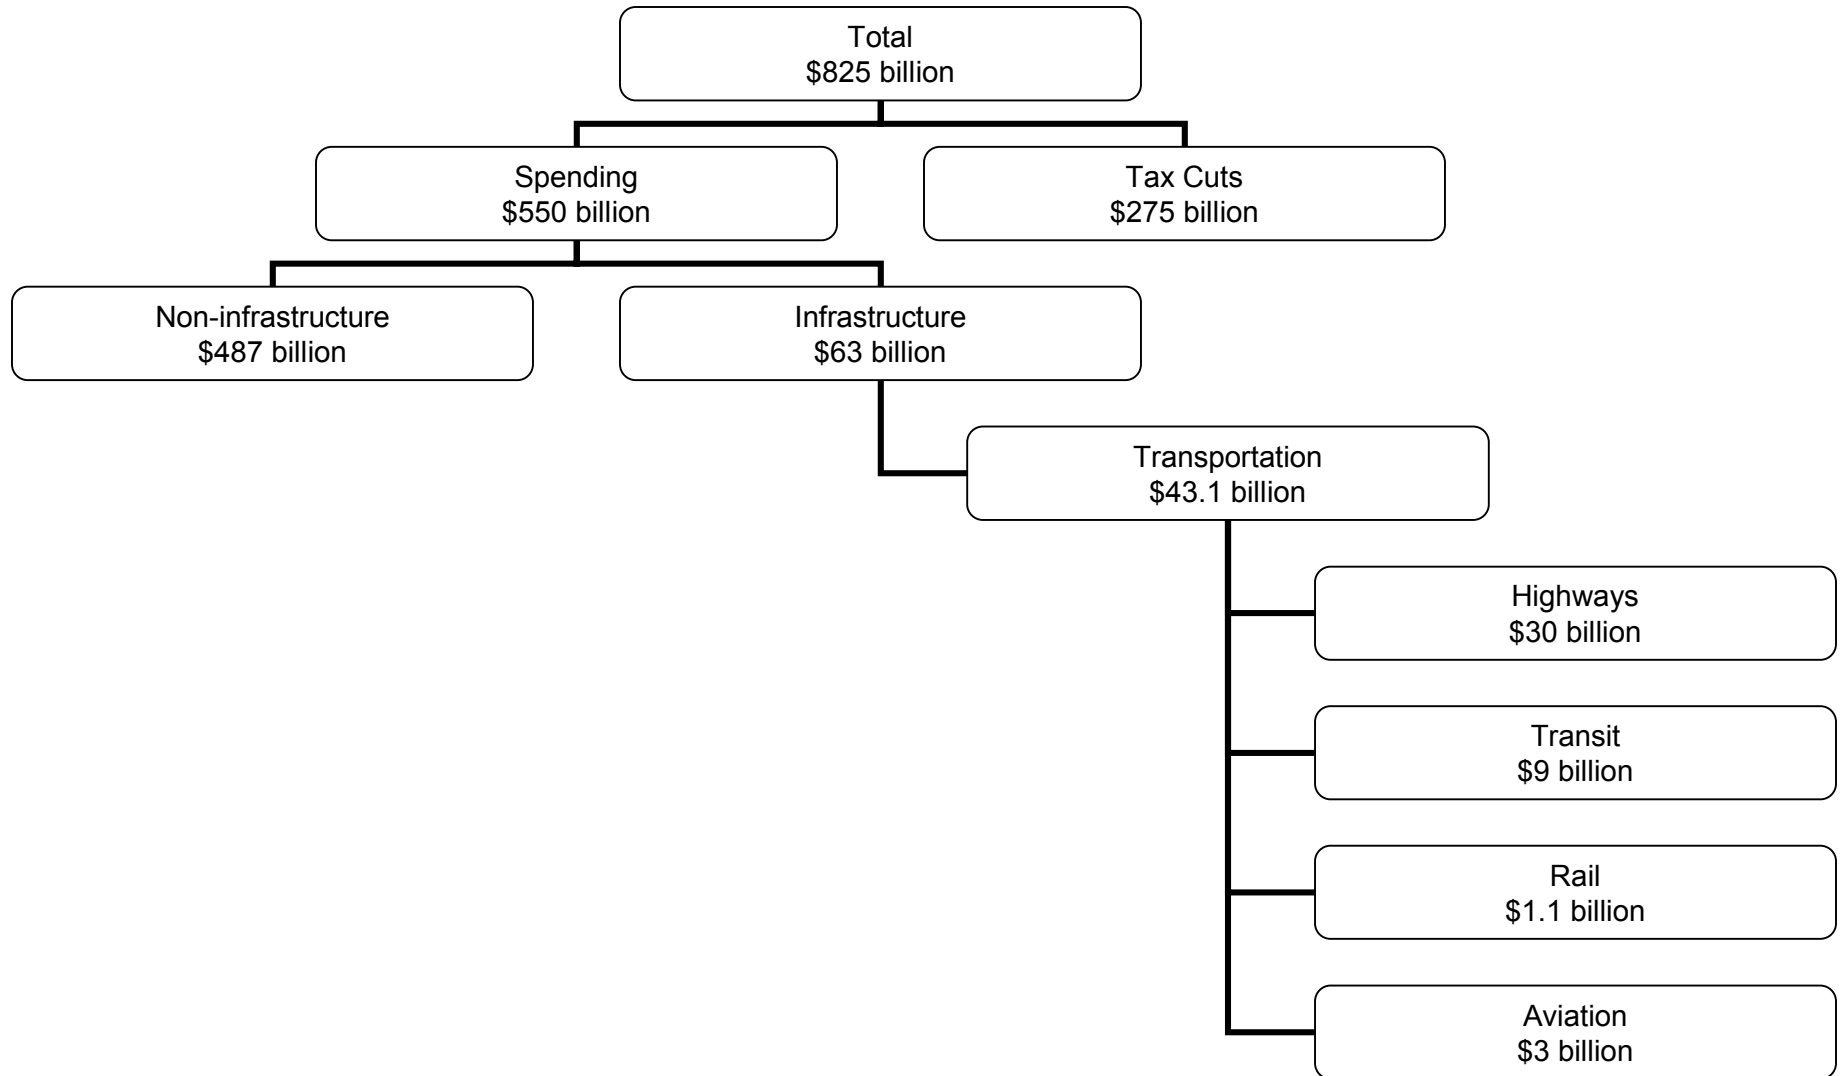 Total
$825 billion
Spending
$550 billion
Tax Cuts
$275 billion
Non-infrastructure
$487 billion
Infrastructure
$63 billion
Transportation
$43.1 billion
Highways
$30 billion
Transit
$9 billion
Rail
$1.1 billion
Aviation
$3 billion